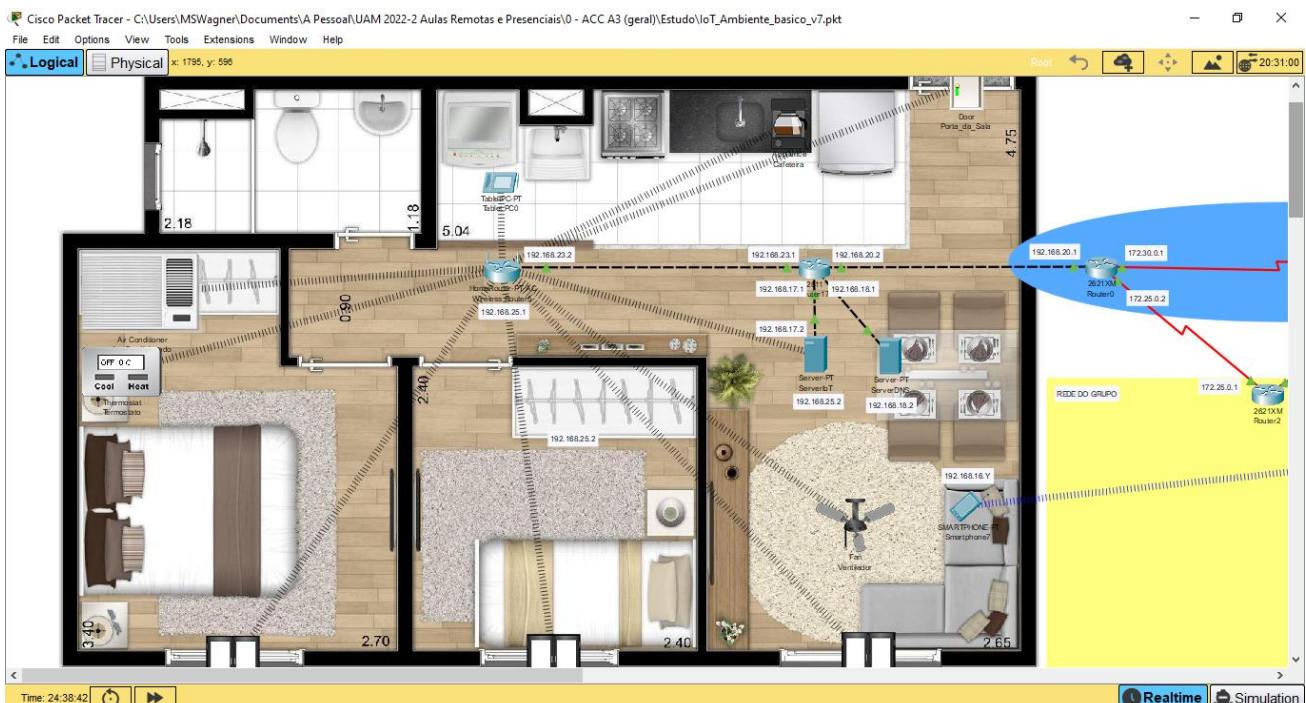 Cisco Packet Tracer - C:\Users\MSWagner\Documents\A Pessoal\UAM 2022-2 Aulas Remotas e Presenciais\0 - ACC A3 (geral)\Estudo\IoT_Ambiente_basico_v7.pkt
File Edit Options View Tools Extensions Window Help
Logical Physical x: 1795, y: 596 Root 20:31:00
Door
Porta_da_Sala
4.75
Cafeteira
TabletPC-PT
Tablet PC0
2.18
1.18
5.04
192.168.23.2
192.168.23.1
192.168.20.2
192.168.20.1
172.30.0.1
HomeRouter-PT-AC
192.168.17.1
192.168.18.1
2621XM
Router0
172.25.0.2
0.90
192.168.25.1
192.168.17.2
Air Conditioner
OFF 0 C
Cool Heat
Thermostat
Termostato
2.40
Server-PT
ServerIoT
192.168.25.2
Server-PT
ServerDNS
192.168.18.2
REDE DO GRUPO
172.25.0.1
2621XM
Router2
192.168.25.2
192.168.16.Y
SMARTPHONE-PT
Smartphone7
Fan
Ventilador
3.40
2.70
2.40
2.65
Time: 24:38:42 Realtime Simulation